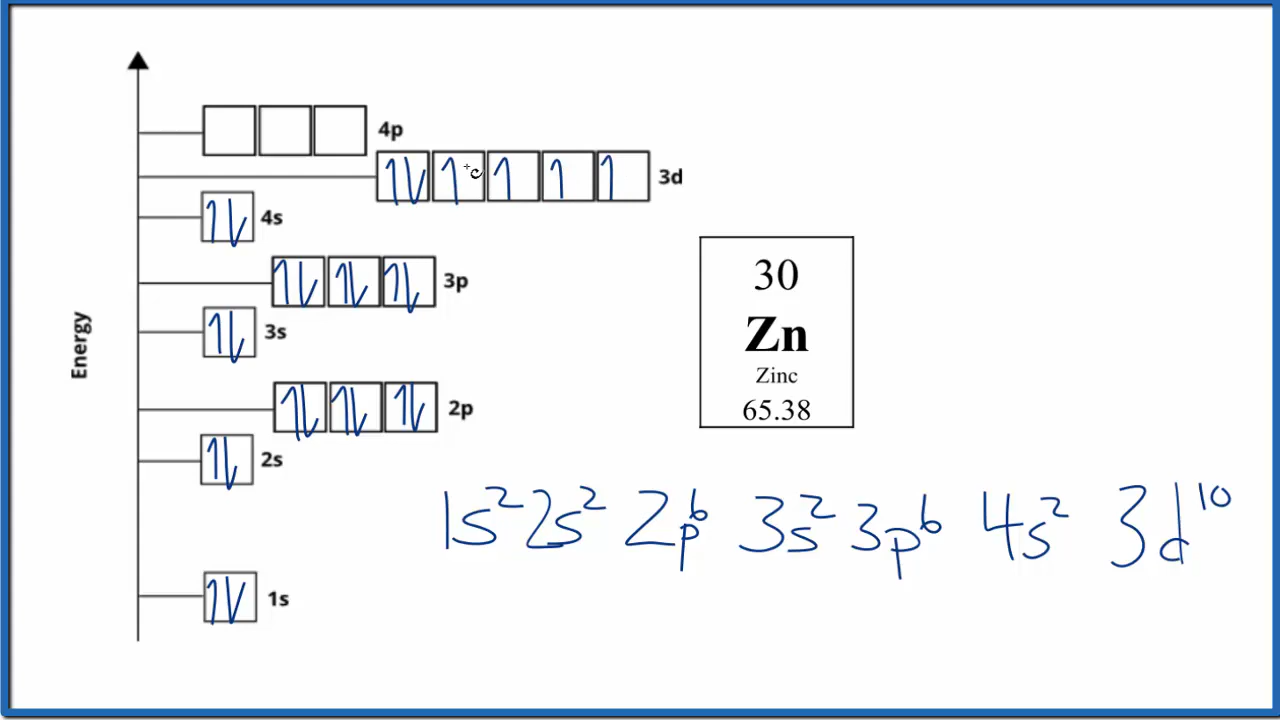 4p
3d
4s
3p
3s
2p
2s
1s
Energy
30
Zn
Zinc
65.38
1s² 2s² 2p⁶ 3s² 3p⁶ 4s² 3d¹⁰